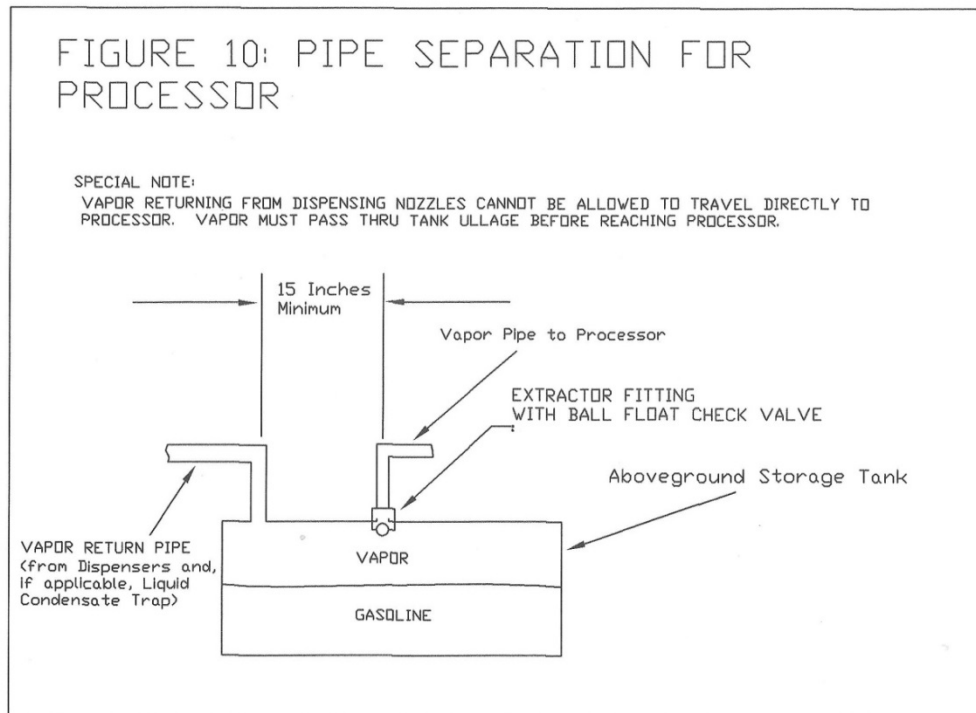 FIGURE 10: PIPE SEPARATION FOR
PROCESSOR
SPECIAL NOTE:
VAPOR RETURNING FROM DISPENSING NOZZLES CANNOT BE ALLOWED TO TRAVEL DIRECTLY TO
PROCESSOR. VAPOR MUST PASS THRU TANK ULLAGE BEFORE REACHING PROCESSOR.
15 Inches
Minimum
Vapor Pipe to Processor
EXTRACTOR FITTING
WITH BALL FLOAT CHECK VALVE
Aboveground Storage Tank
VAPOR RETURN PIPE
(from Dispensers and,
if applicable, Liquid
Condensate Trap)
VAPOR
GASOLINE